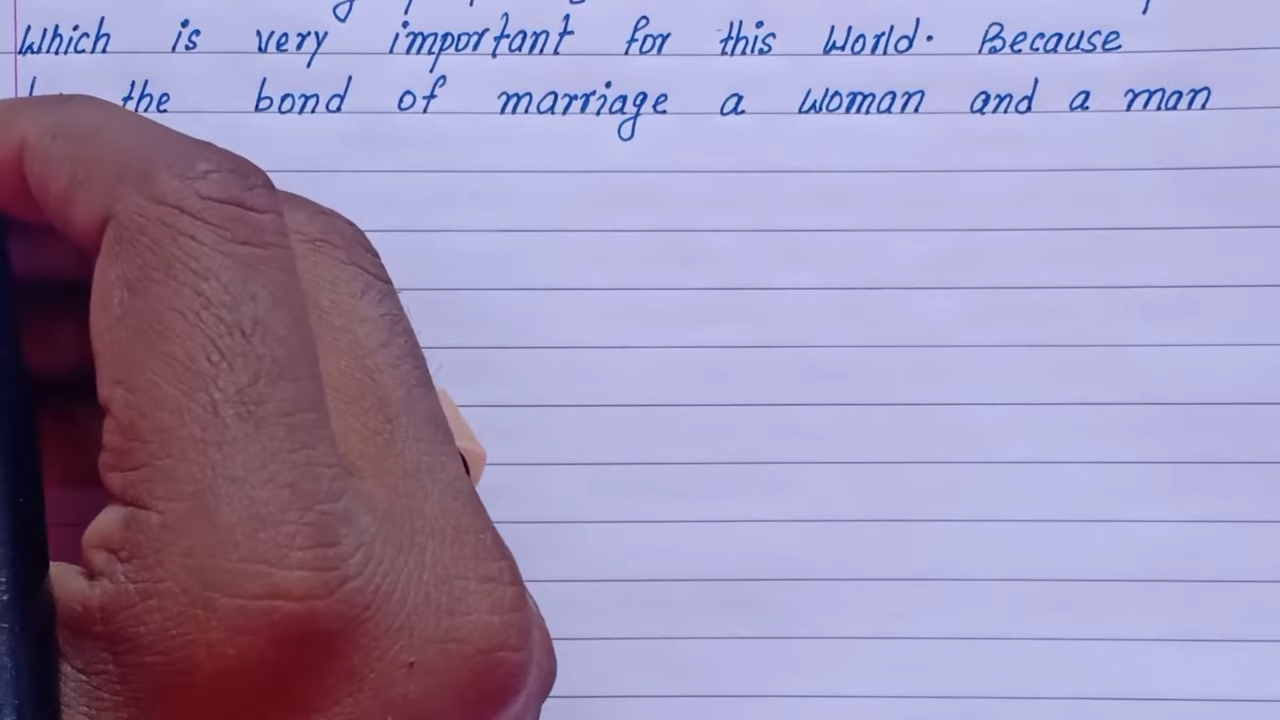 Which is very important for this World. Because
the bond of marriage a woman and a man